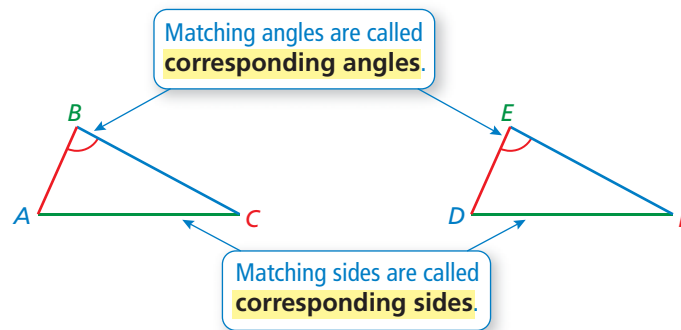 Matching angles are called
corresponding angles.
B
E
A
C
D
Matching sides are called
corresponding sides.